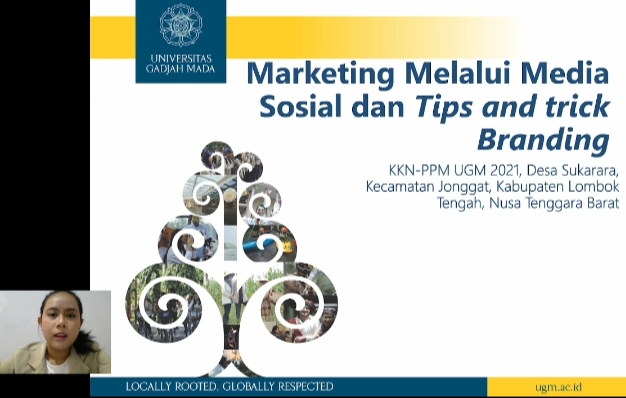 UNIVERSITAS
GADJAH MADA
Marketing Melalui Media
Sosial dan Tips and trick
Branding
KKN-PPM UGM 2021, Desa Sukarara,
Kecamatan Jonggat, Kabupaten Lombok
Tengah, Nusa Tenggara Barat
LOCALLY ROOTED, GLOBALLY RESPECTED
ugm.ac.id